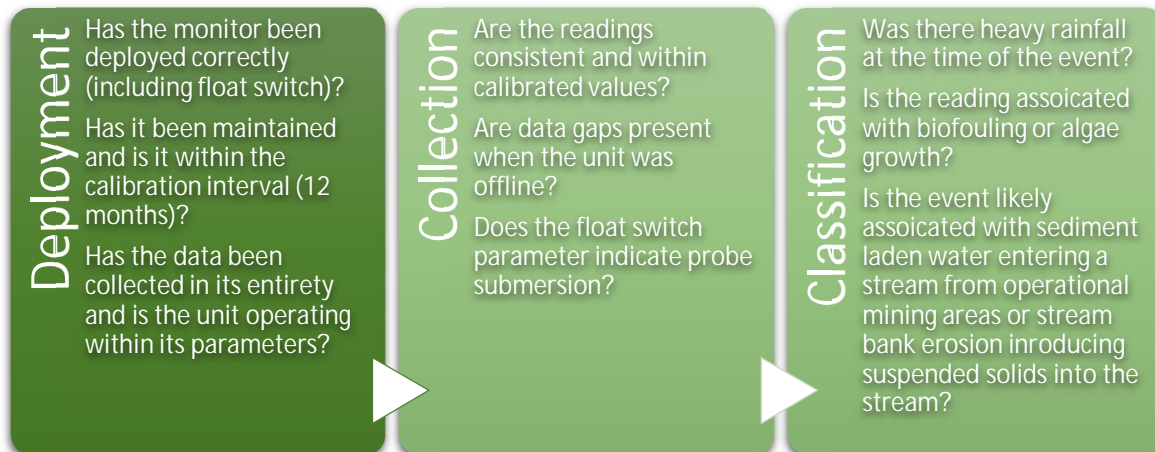 Deployment
Has the monitor been
deployed correctly
(including float switch)?
Has it been maintained
and is it within the
calibration interval (12
months)?
Has the data been
collected in its entirety
and is the unit operating
within its parameters?
Collection
Are the readings
consistent and within
calibrated values?
Are data gaps present
when the unit was
offline?
Does the float switch
parameter indicate probe
submersion?
Classification
Was there heavy rainfall
at the time of the event?
Is the reading assoicated
with biofouling or algae
growth?
Is the event likely
assoicated with sediment
laden water entering a
stream from operational
mining areas or stream
bank erosion inroducing
suspended solids into the
stream?